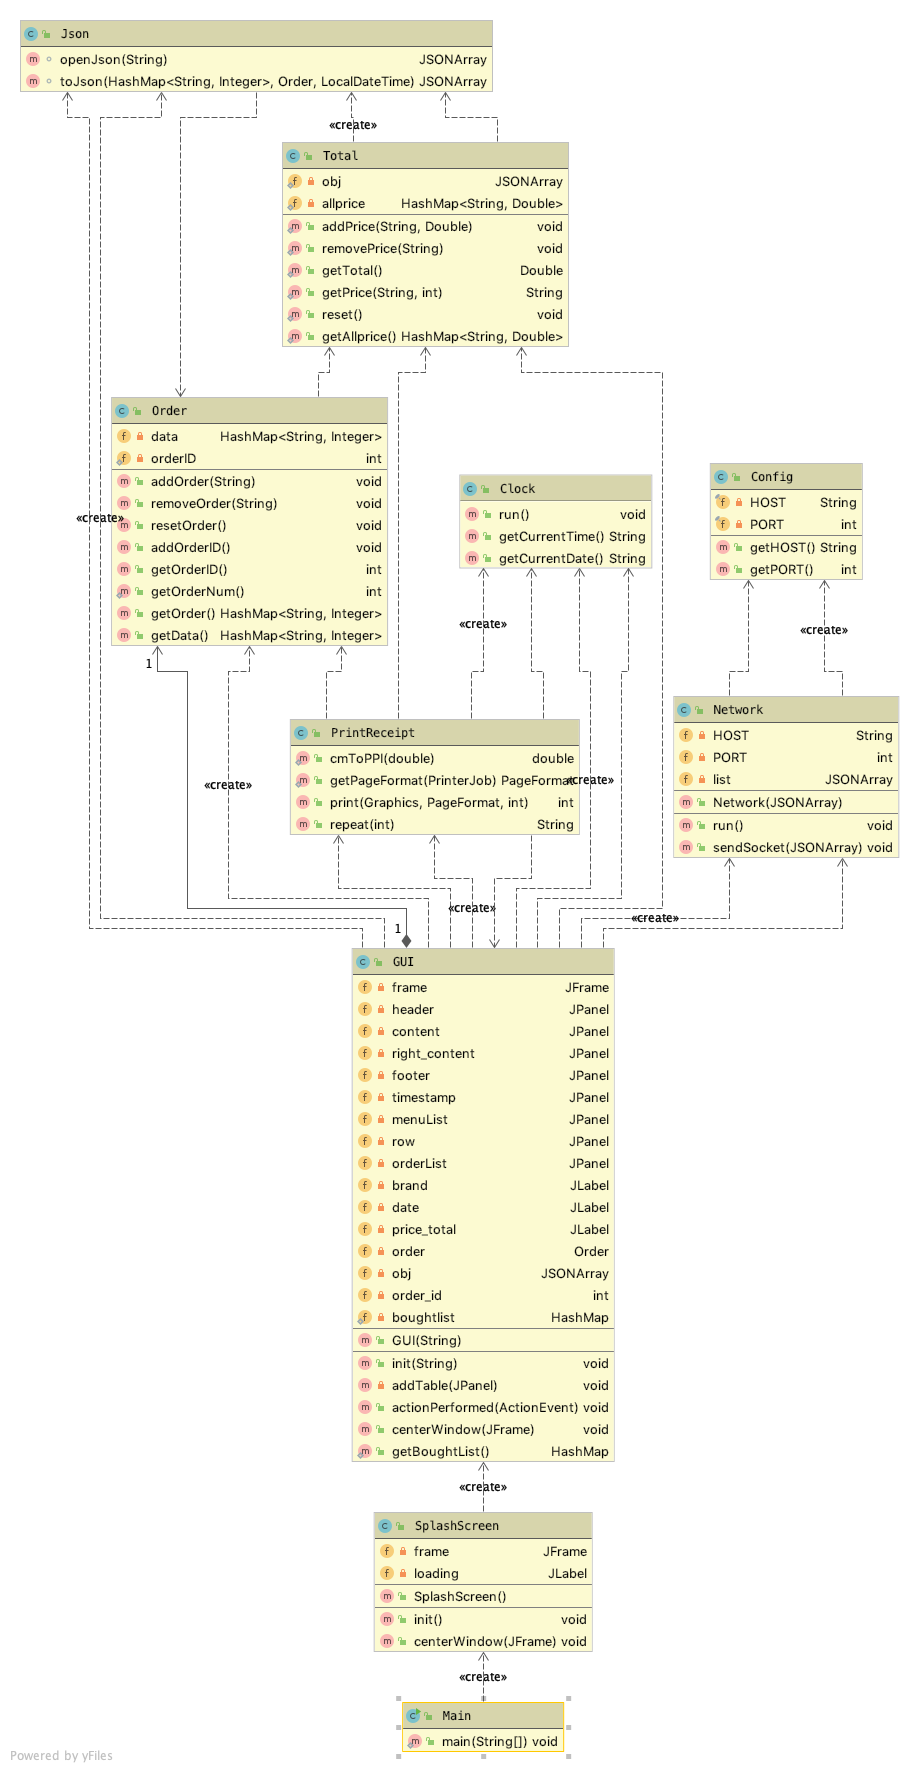 Json
openJson(String) JSONArray
toJson(HashMap<String, Integer>, Order, LocalDateTime) JSONArray
«create»
Total
obj JSONArray
allprice HashMap<String, Double>
addPrice(String, Double) void
removePrice(String) void
getTotal() Double
getPrice(String, int) String
reset() void
getAllprice() HashMap<String, Double>
Order
data HashMap<String, Integer>
orderID int
addOrder(String) void
removeOrder(String) void
resetOrder() void
addOrderID() void
getOrderID() int
getOrderNum() int
getOrder() HashMap<String, Integer>
getData() HashMap<String, Integer>
«create»
1
Clock
run() void
getCurrentTime() String
getCurrentDate() String
«create»
Config
HOST String
PORT int
getHOST() String
getPORT() int
«create»
PrintReceipt
cmToPPI(double) double
getPageFormat(PrinterJob) PageFormat
print(Graphics, PageFormat, int) int
repeat(int) String
«create»
«create»
Network
HOST String
PORT int
list JSONArray
Network(JSONArray)
run() void
sendSocket(JSONArray) void
«create»
«create»
1
GUI
frame JFrame
header JPanel
content JPanel
right_content JPanel
footer JPanel
timestamp JPanel
menuList JPanel
row JPanel
orderList JPanel
brand JLabel
date JLabel
price_total JLabel
order Order
obj JSONArray
order_id int
boughtlist HashMap
GUI(String)
init(String) void
addTable(JPanel) void
actionPerformed(ActionEvent) void
centerWindow(JFrame) void
getBoughtList() HashMap
«create»
SplashScreen
frame JFrame
loading JLabel
SplashScreen()
init() void
centerWindow(JFrame) void
«create»
Main
main(String[]) void
Powered by yFiles